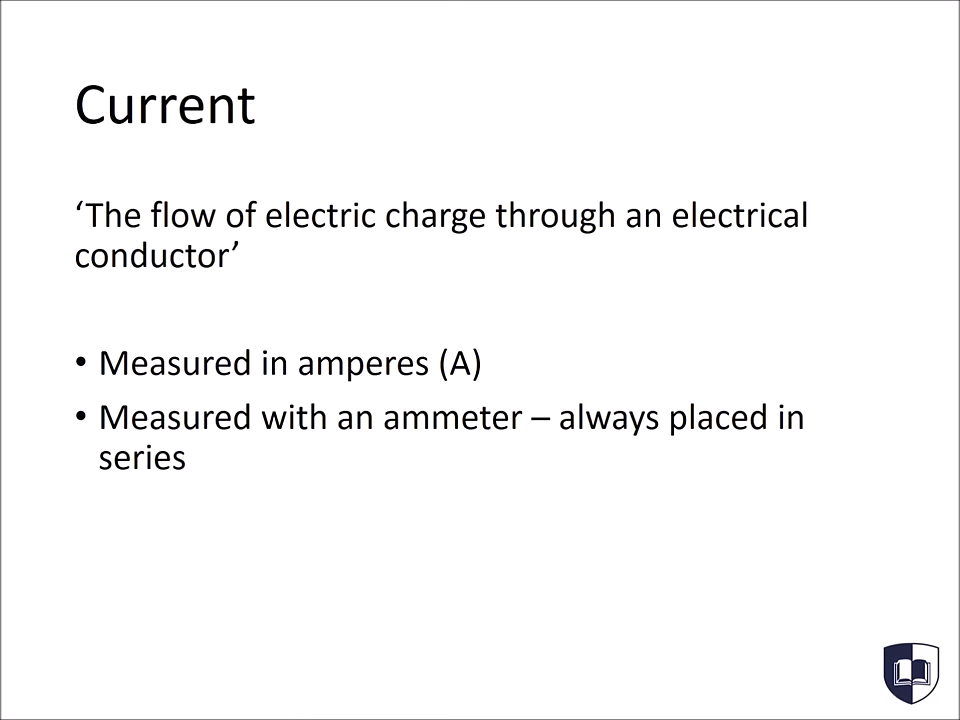 Current
‘The flow of electric charge through an electrical
conductor’
• Measured in amperes (A)
• Measured with an ammeter – always placed in
series